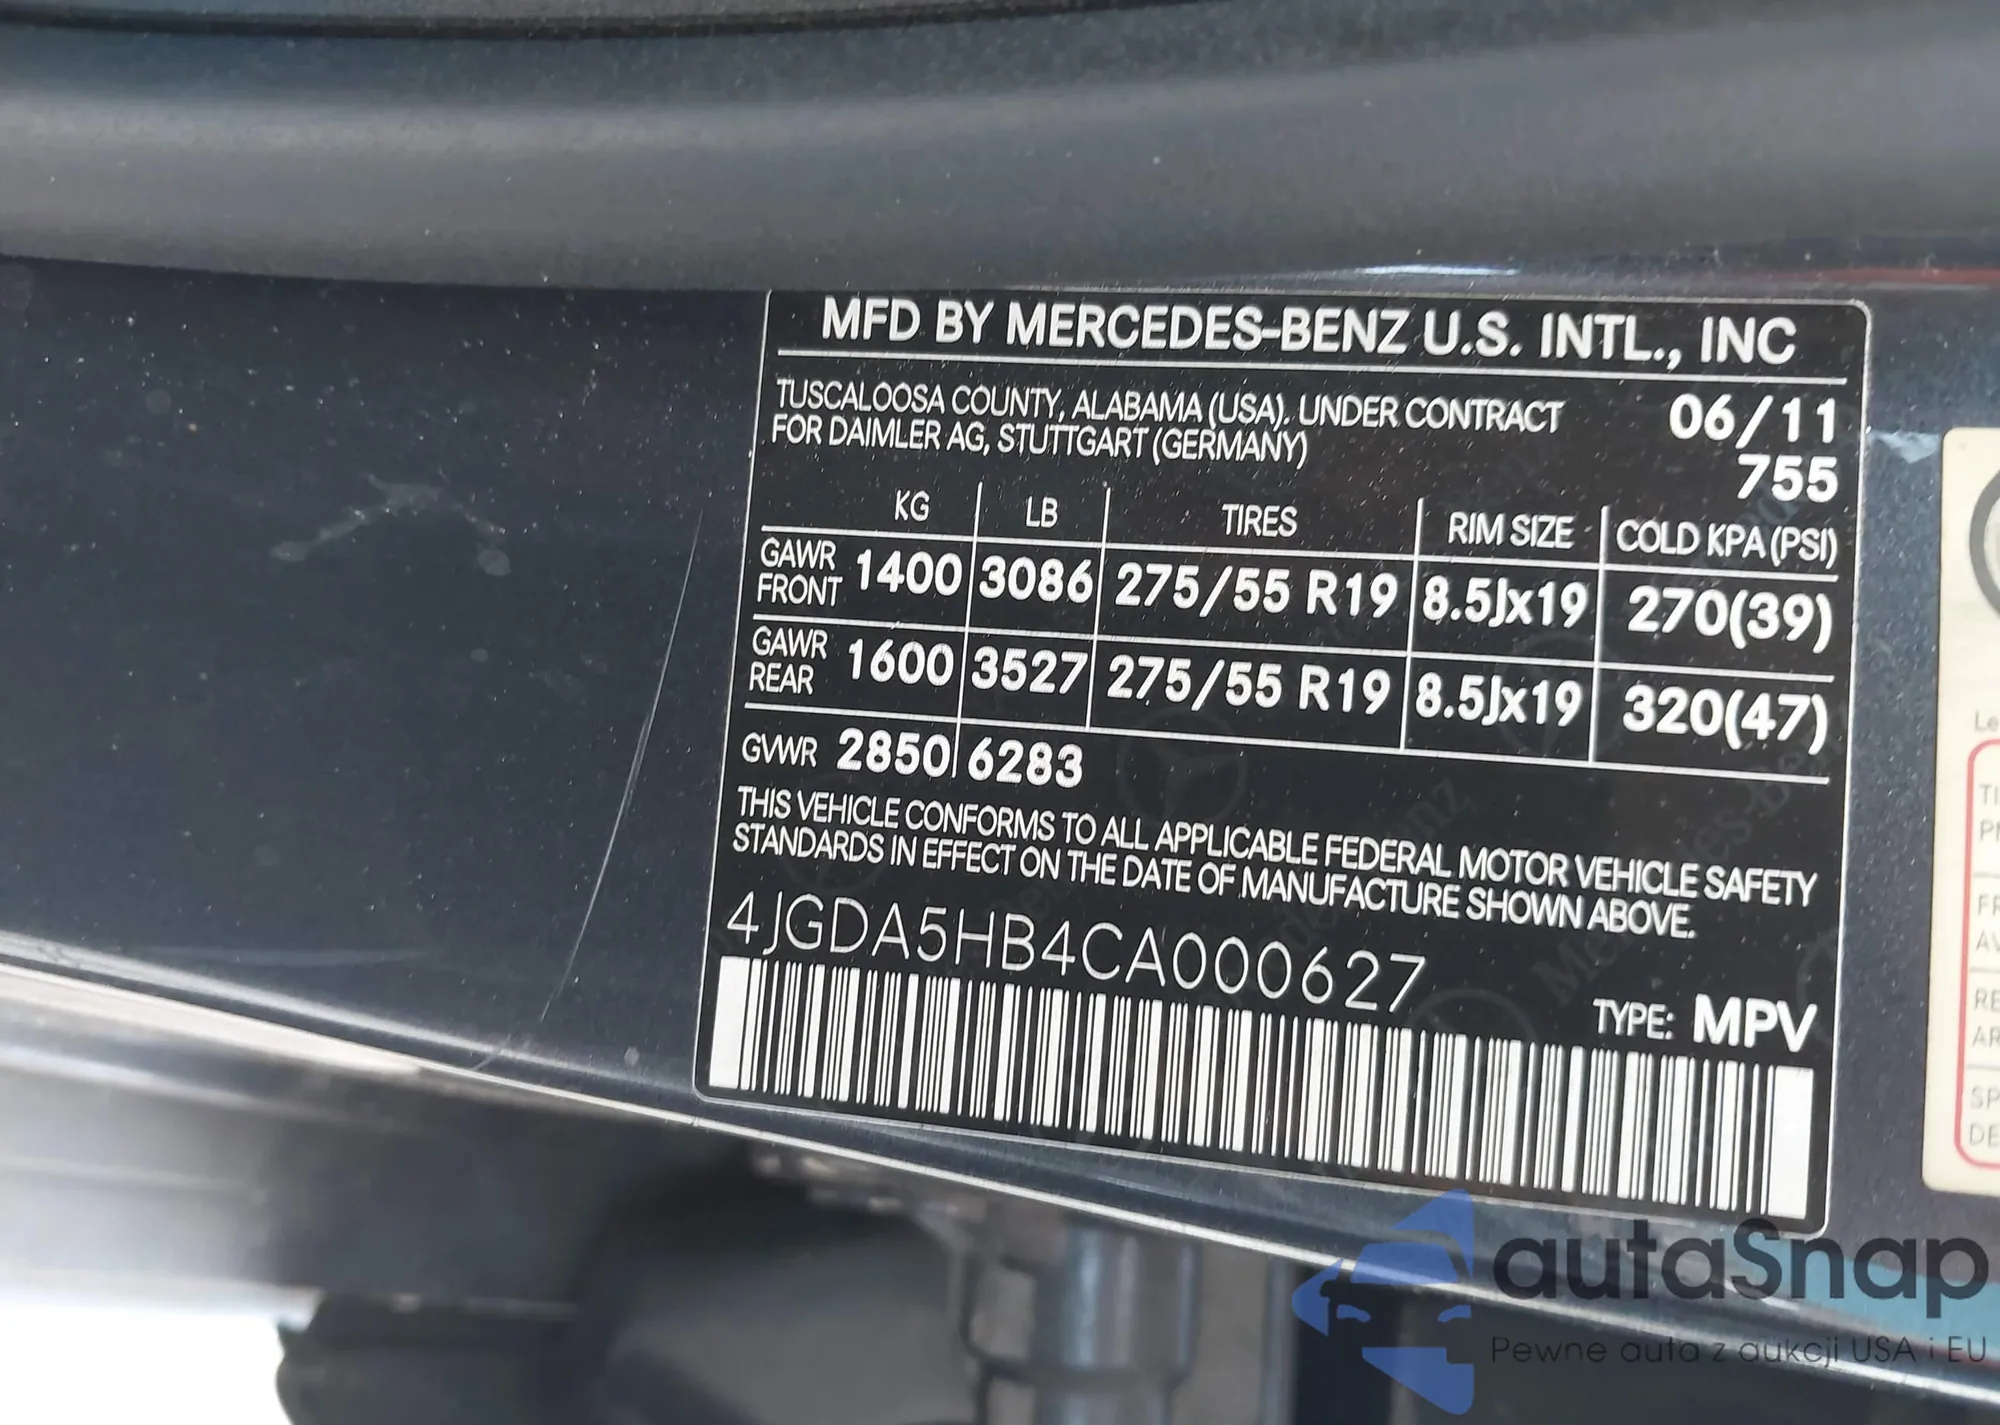 MFD BY MERCEDES-BENZ U.S. INTL., INC
TUSCALOOSA COUNTY, ALABAMA (USA). UNDER CONTRACT
FOR DAIMLER AG, STUTTGART (GERMANY)
06/11
755
KG LB TIRES RIM SIZE COLD KPA (PSI)
GAWR FRONT 1400 3086 275/55 R19 8.5Jx19 270(39)
GAWR REAR 1600 3527 275/55 R19 8.5Jx19 320(47)
GVWR 2850 6283
THIS VEHICLE CONFORMS TO ALL APPLICABLE FEDERAL MOTOR VEHICLE SAFETY
STANDARDS IN EFFECT ON THE DATE OF MANUFACTURE SHOWN ABOVE.
4JGDA5HB4CA000627
TYPE: MPV
autaSnap
Pewne auta z aukcji USA i EU